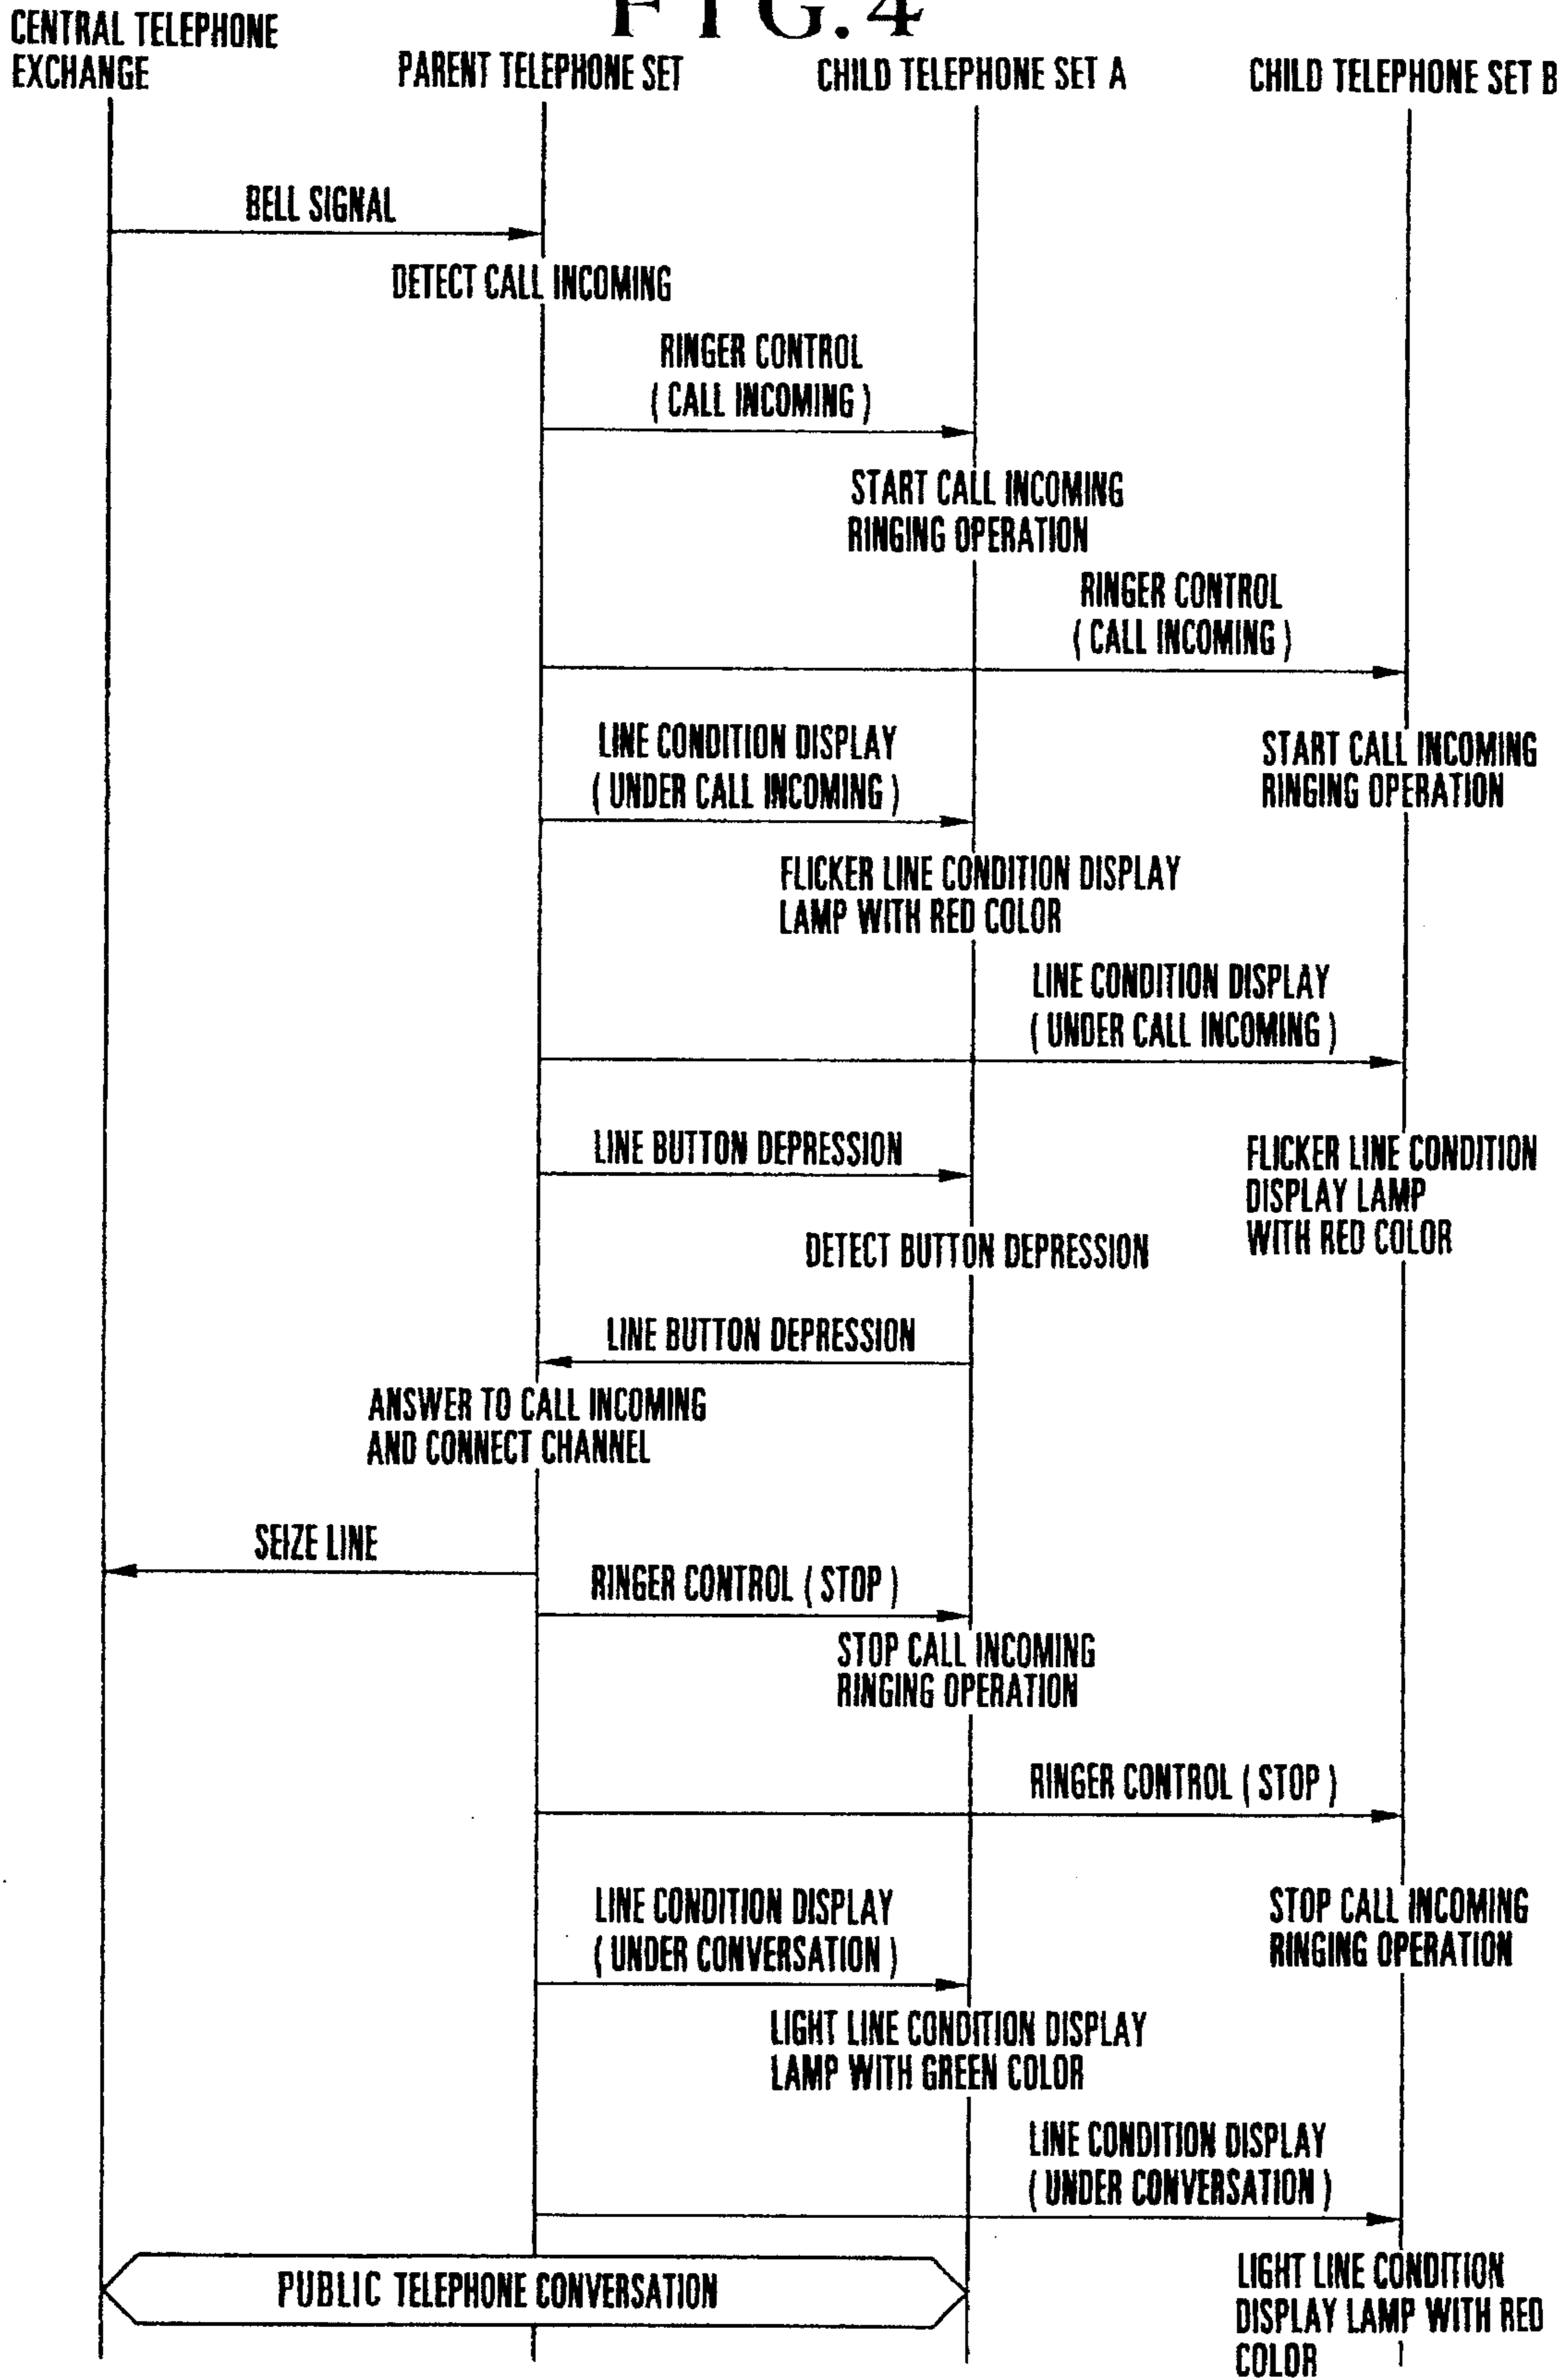 FIG.4
CENTRAL TELEPHONE
EXCHANGE
PARENT TELEPHONE SET
CHILD TELEPHONE SET A
CHILD TELEPHONE SET B
BELL SIGNAL
DETECT CALL INCOMING
RINGER CONTROL
( CALL INCOMING )
START CALL INCOMING
RINGING OPERATION
RINGER CONTROL
( CALL INCOMING )
LINE CONDITION DISPLAY
( UNDER CALL INCOMING )
START CALL INCOMING
RINGING OPERATION
FLICKER LINE CONDITION DISPLAY
LAMP WITH RED COLOR
LINE CONDITION DISPLAY
( UNDER CALL INCOMING )
LINE BUTTON DEPRESSION
FLICKER LINE CONDITION
DISPLAY LAMP
WITH RED COLOR
DETECT BUTTON DEPRESSION
LINE BUTTON DEPRESSION
ANSWER TO CALL INCOMING
AND CONNECT CHANNEL
SEIZE LINE
RINGER CONTROL ( STOP )
STOP CALL INCOMING
RINGING OPERATION
RINGER CONTROL ( STOP )
LINE CONDITION DISPLAY
( UNDER CONVERSATION )
STOP CALL INCOMING
RINGING OPERATION
LIGHT LINE CONDITION DISPLAY
LAMP WITH GREEN COLOR
LINE CONDITION DISPLAY
( UNDER CONVERSATION )
PUBLIC TELEPHONE CONVERSATION
LIGHT LINE CONDITION
DISPLAY LAMP WITH RED
COLOR